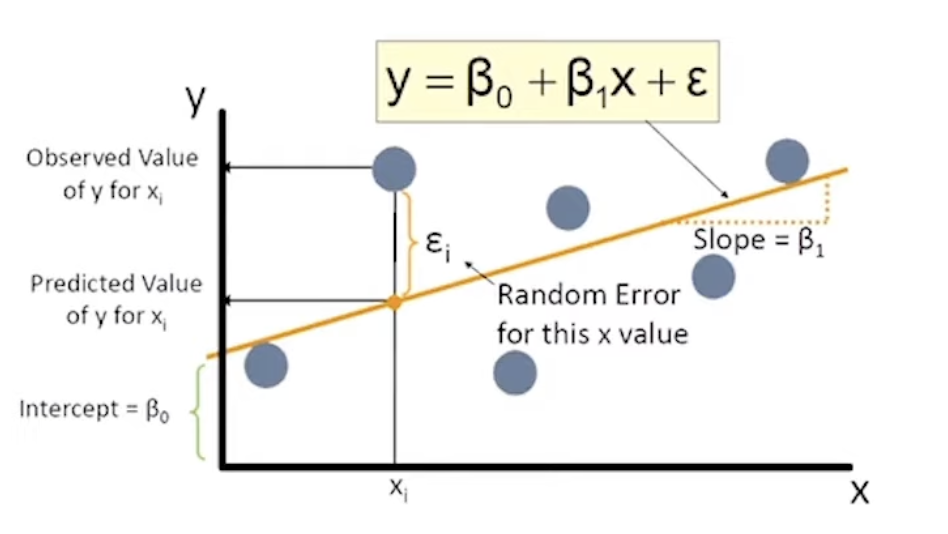 y = β₀ + β₁x + ε
y
Observed Value
of y for xᵢ
εᵢ
Slope = β₁
Predicted Value
of y for xᵢ
Random Error
for this x value
Intercept = β₀
xᵢ
x